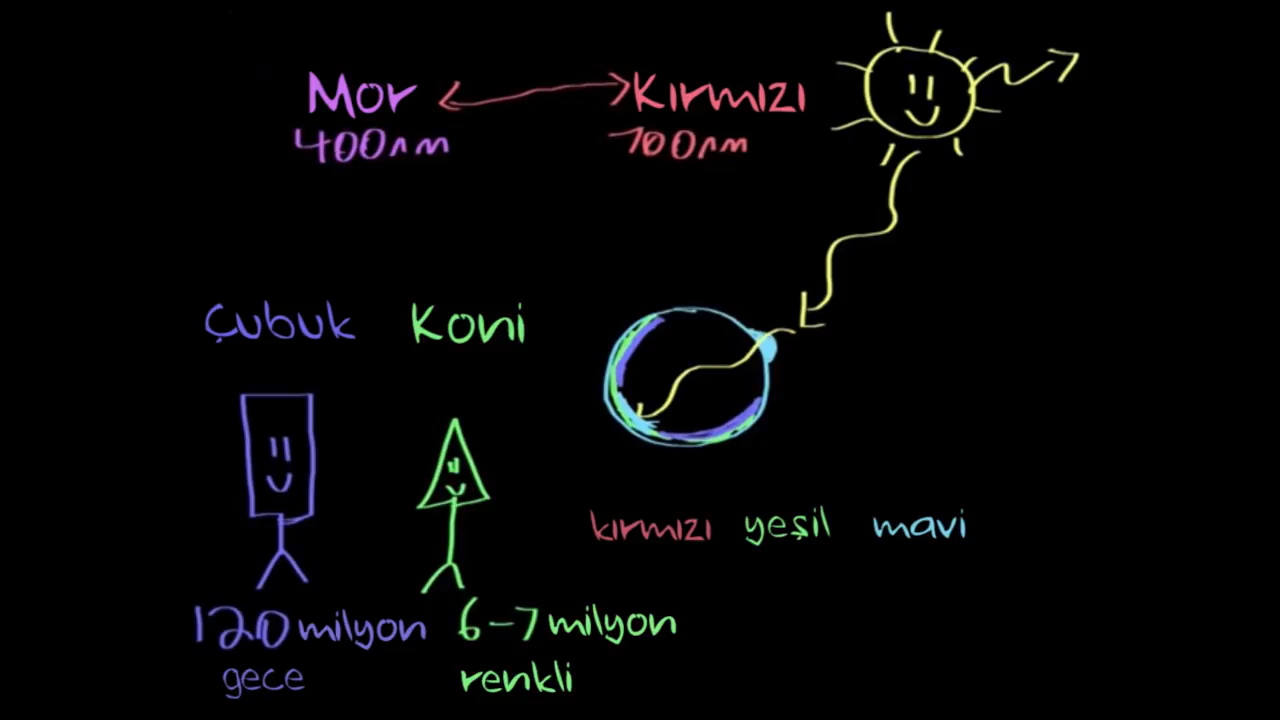 Mor Kırmızı
400nm 700nm
Çubuk Koni
kırmızı yeşil mavi
120 milyon 6-7 milyon
gece renkli